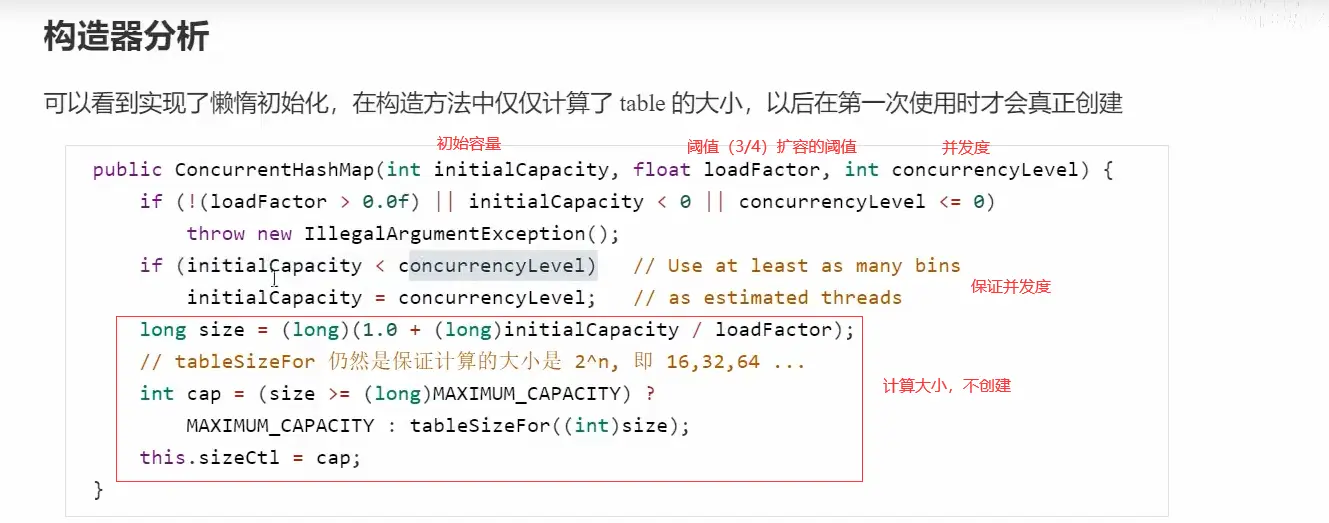 构造器分析
可以看到实现了懒惰初始化，在构造方法中仅仅计算了 table 的大小，以后在第一次使用时才会真正创建
初始容量
阈值（3/4）扩容的阈值
并发度
public ConcurrentHashMap(int initialCapacity, float loadFactor, int concurrencyLevel) {
if (!(loadFactor > 0.0f) || initialCapacity < 0 || concurrencyLevel <= 0)
throw new IllegalArgumentException();
if (initialCapacity < concurrencyLevel)   // Use at least as many bins
initialCapacity = concurrencyLevel;   // as estimated threads
保证并发度
long size = (long)(1.0 + (long)initialCapacity / loadFactor);
// tableSizeFor 仍然是保证计算的大小是 2^n, 即 16,32,64 ...
int cap = (size >= (long)MAXIMUM_CAPACITY) ?
计算大小，不创建
MAXIMUM_CAPACITY : tableSizeFor((int)size);
this.sizeCtl = cap;
}